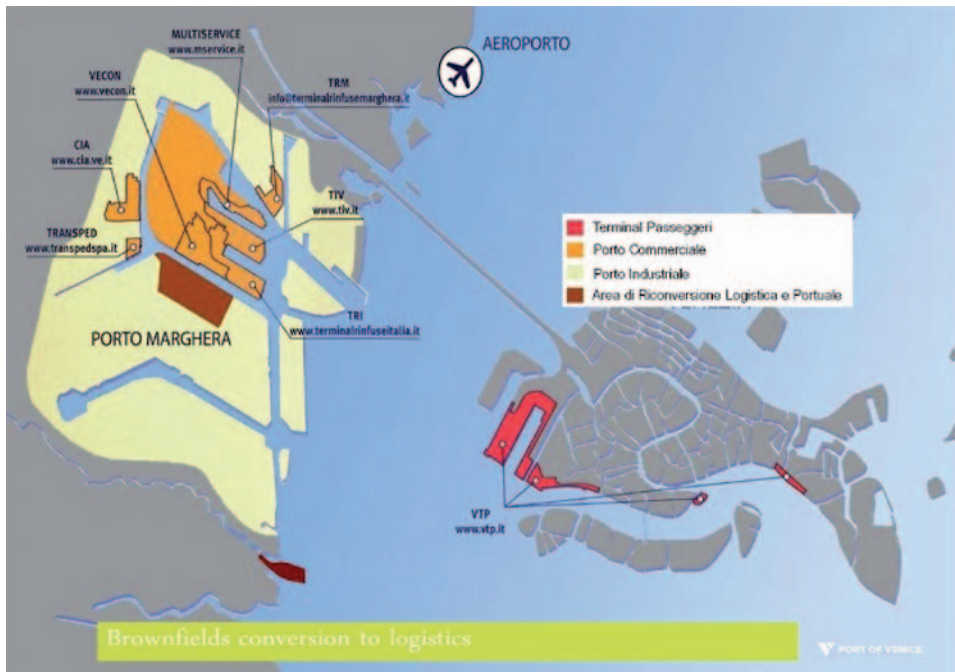 MULTISERVICE
www.mservice.it
AEROPORTO
VECON
www.vecon.it
TRM
info@terminalrinfusemarghera.it
CIA
www.cia.ve.it
TIV
www.tiv.it
TRANSPED
www.transpedspa.it
Terminal Passeggeri
Porto Commerciale
Porto Industriale
Area di Riconversione Logistica e Portuale
TRI
www.terminalrinfuseitalia.it
PORTO MARGHERA
VTP
www.vtp.it
Brownfields conversion to logistics
PORT OF VENICE